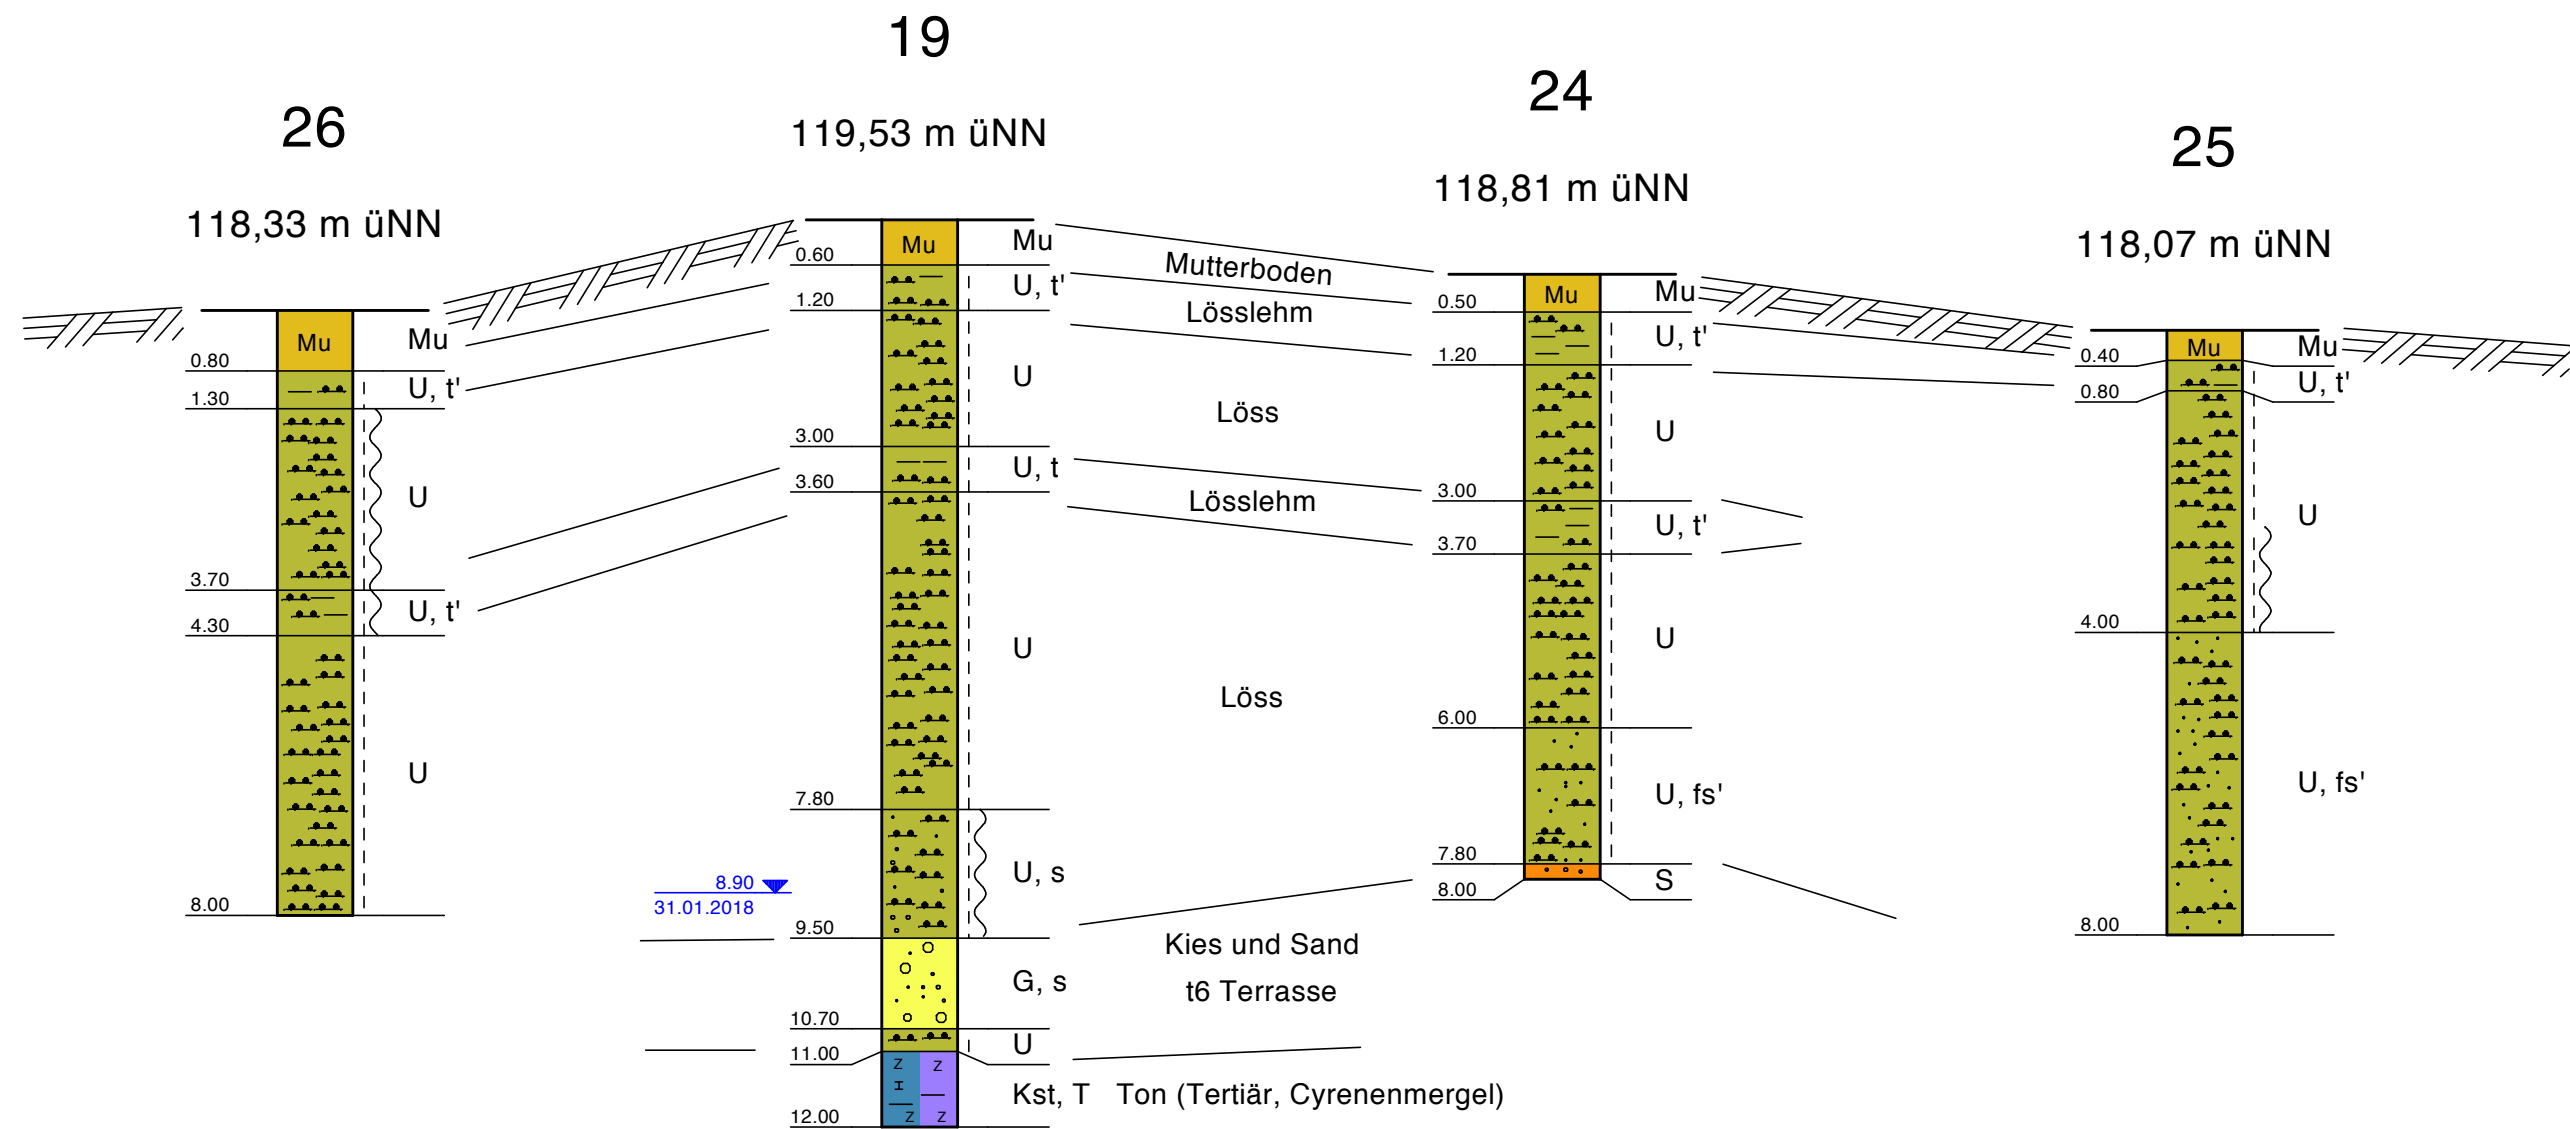 26
118,33 m üNN
Mu
Mu
0.80
U, t'
1.30
U
3.70
U, t'
4.30
U
8.00
19
119,53 m üNN
Mu
Mu
0.60
U, t'
1.20
U
3.00
U, t
3.60
U
7.80
U, s
8.90
31.01.2018
9.50
G, s
10.70
U
11.00
z
z
I
z
z
Kst, T
12.00
Mutterboden
Lösslehm
Löss
Lösslehm
Löss
Kies und Sand
t6 Terrasse
Ton (Tertiär, Cyrenenmergel)
24
118,81 m üNN
Mu
Mu
0.50
U, t'
1.20
U
3.00
U, t'
3.70
U
6.00
U, fs'
7.80
S
8.00
25
118,07 m üNN
Mu
Mu
0.40
U, t'
0.80
U
4.00
U, fs'
8.00